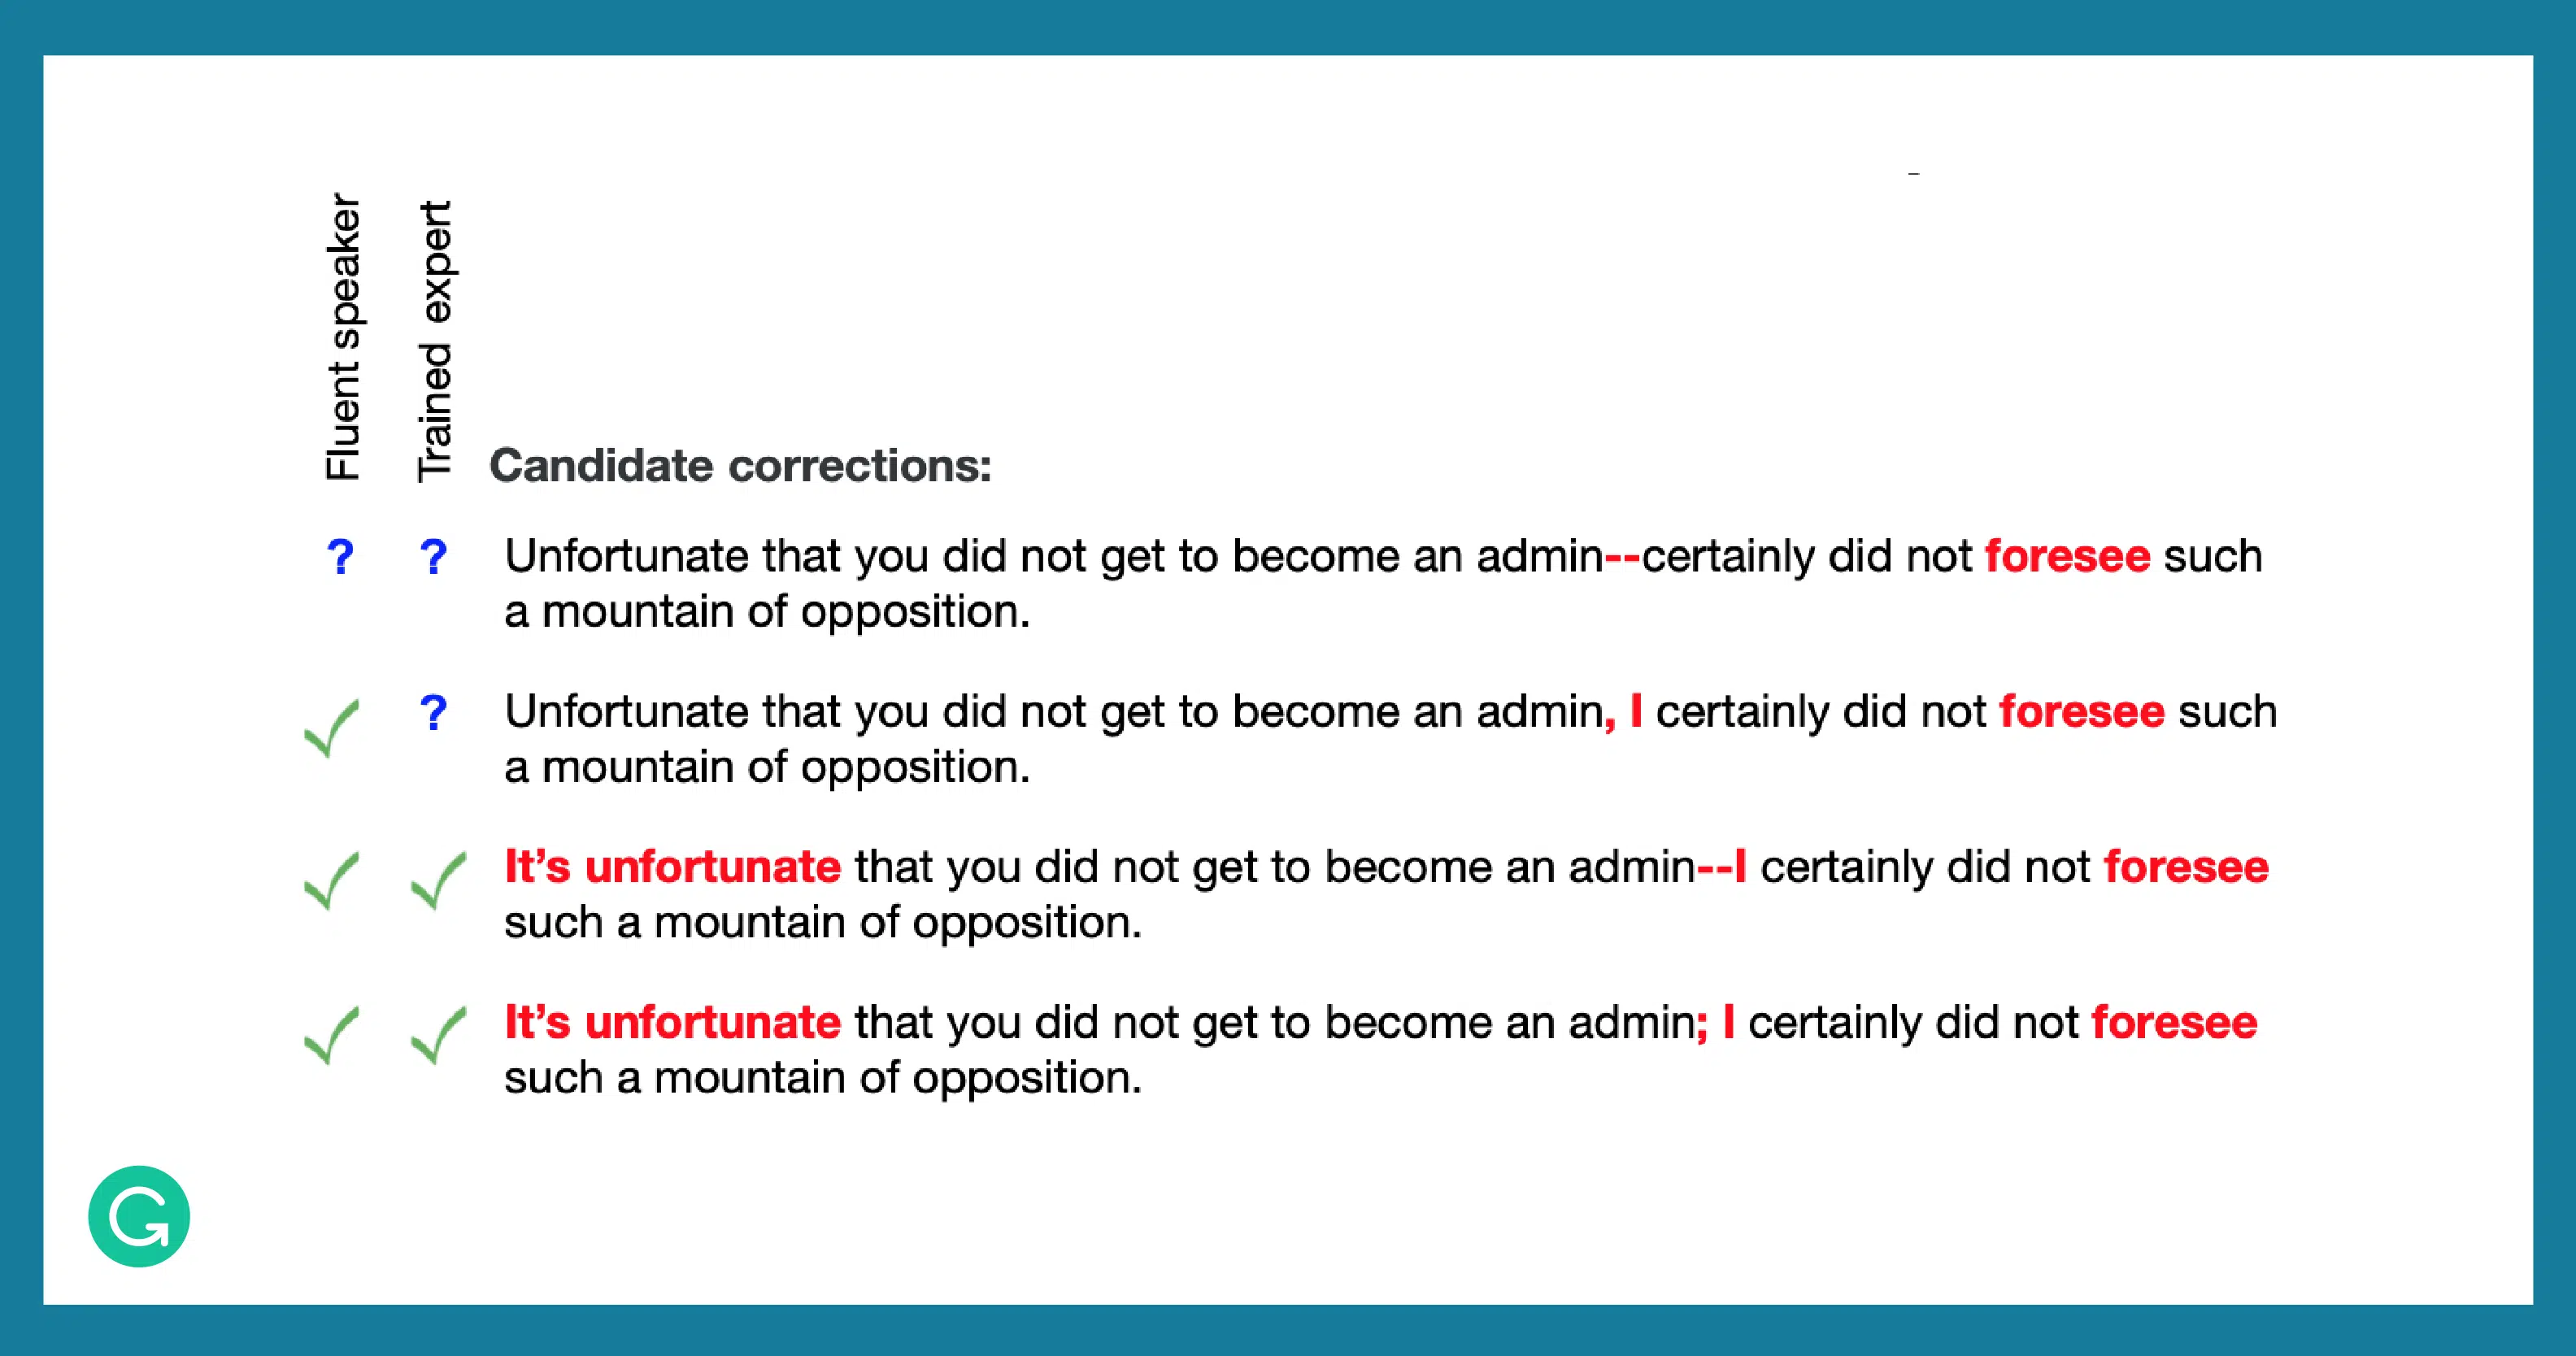 Fluent speaker
Trained expert
Candidate corrections:
? ? Unfortunate that you did not get to become an admin--certainly did not foresee such
a mountain of opposition.
✓ ? Unfortunate that you did not get to become an admin, I certainly did not foresee such
a mountain of opposition.
✓ ✓ It’s unfortunate that you did not get to become an admin--I certainly did not foresee
such a mountain of opposition.
✓ ✓ It’s unfortunate that you did not get to become an admin; I certainly did not foresee
such a mountain of opposition.
G